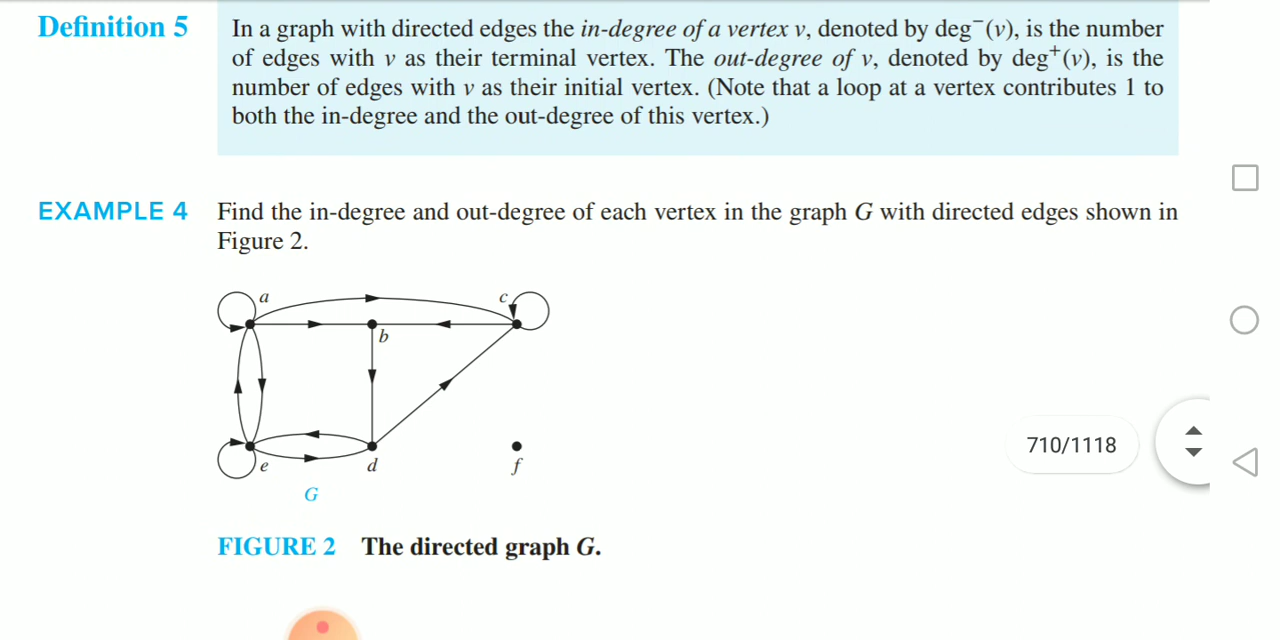 Definition 5
In a graph with directed edges the in-degree of a vertex v, denoted by deg⁻(v), is the number
of edges with v as their terminal vertex. The out-degree of v, denoted by deg⁺(v), is the
number of edges with v as their initial vertex. (Note that a loop at a vertex contributes 1 to
both the in-degree and the out-degree of this vertex.)
EXAMPLE 4
Find the in-degree and out-degree of each vertex in the graph G with directed edges shown in
Figure 2.
a
c
b
e
d
f
G
710/1118
FIGURE 2 The directed graph G.